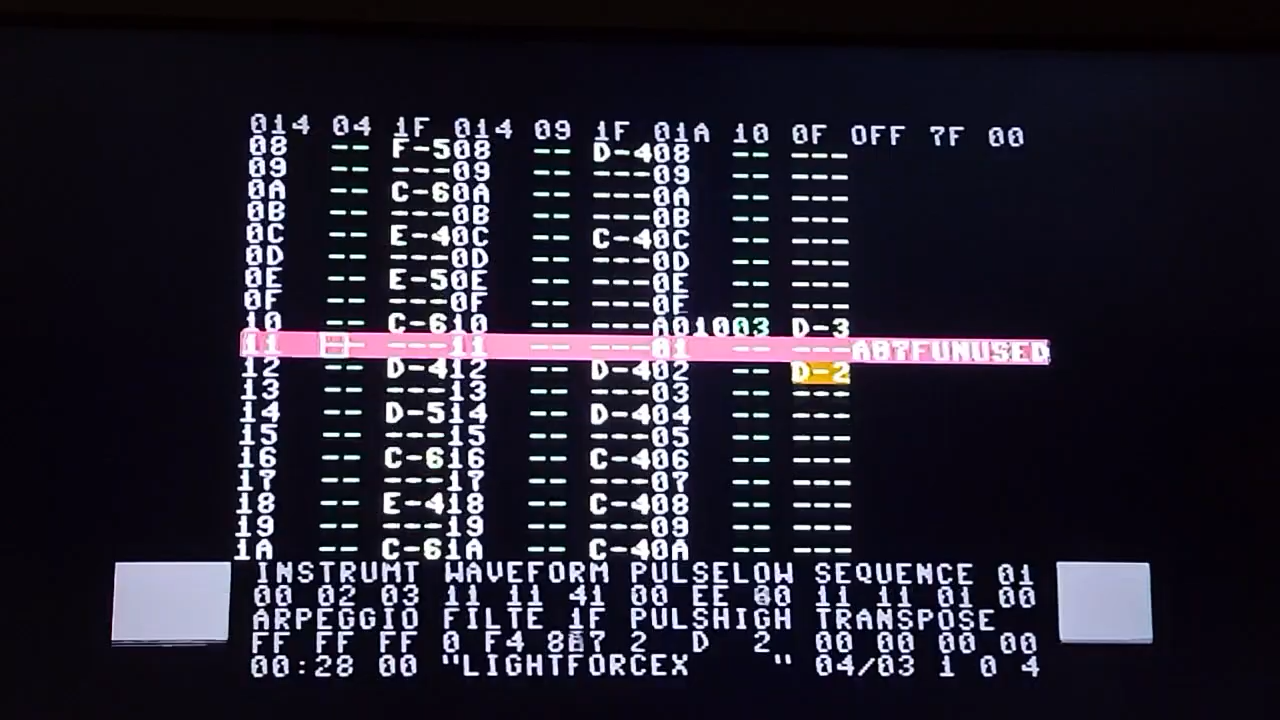 014 04 1F 014 09 1F 01A 10 0F OFF 7F 00
08 -- F-508 -- D-408 -- ---
09 -- ---09 -- ---09 -- ---
0A -- C-60A -- ---0A -- ---
0B -- ---0B -- ---0B -- ---
0C -- E-40C -- C-40C -- ---
0D -- ---0D -- ---0D -- ---
0E -- E-50E -- ---0E -- ---
0F -- ---0F -- ---0F -- ---
10 -- C-610 -- ---A01003 D-3
11 -- ---11 -- ---01 -- ---A07FUNUSED
12 -- D-412 -- D-402 -- D-2
13 -- ---13 -- ---03 -- ---
14 -- D-514 -- D-404 -- ---
15 -- ---15 -- ---05 -- ---
16 -- C-616 -- C-406 -- ---
17 -- ---17 -- ---07 -- ---
18 -- E-418 -- C-408 -- ---
19 -- ---19 -- ---09 -- ---
1A -- C-61A -- C-40A -- ---
INSTRUMT WAVEFORM PULSELOW SEQUENCE 01
00 02 03 11 11 41 00 EE 11 11 01 00
ARPEGGIO FILTE 1F PULSHIGH TRANSPOSE
FF FF FF 0 F4 2 D 2 00 00 00 00
00:28 00 "LIGHTFORCEX " 04/03 1 0 4